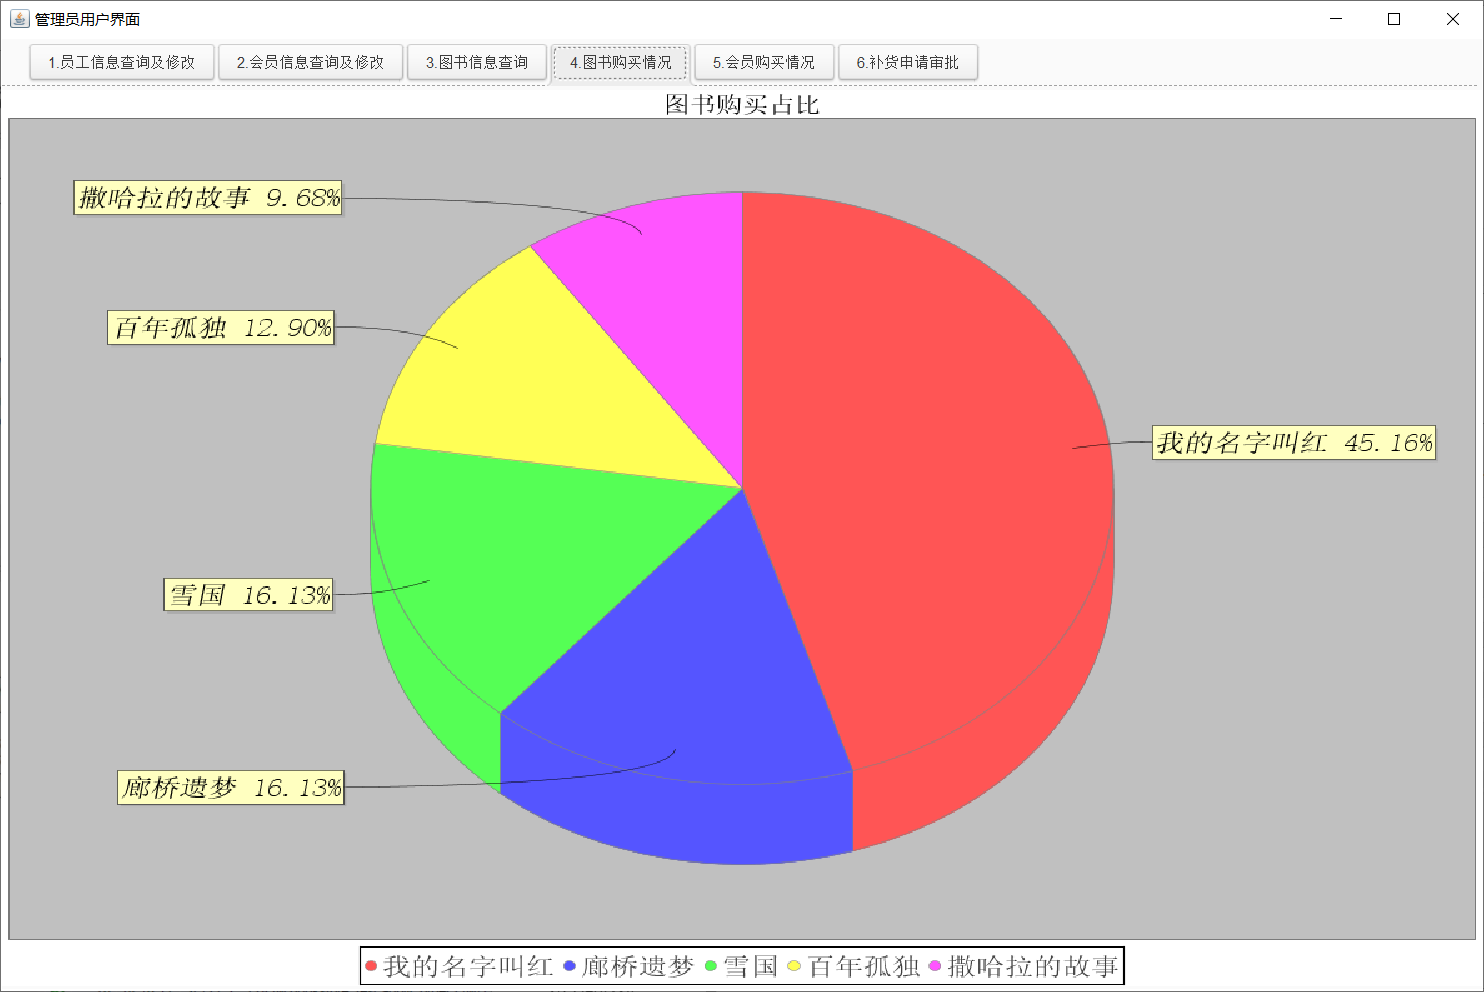 管理员用户界面
1.员工信息查询及修改 2.会员信息查询及修改 3.图书信息查询 4.图书购买情况 5.会员购买情况 6.补货申请审批
图书购买占比
撒哈拉的故事 9.68%
百年孤独 12.90%
我的名字叫红 45.16%
雪国 16.13%
廊桥遗梦 16.13%
我的名字叫红 廊桥遗梦 雪国 百年孤独 撒哈拉的故事